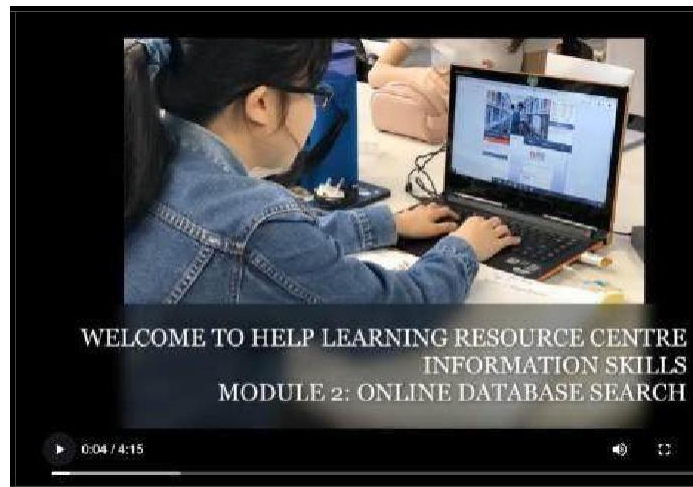 WELCOME TO HELP LEARNING RESOURCE CENTRE
INFORMATION SKILLS
MODULE 2: ONLINE DATABASE SEARCH
0:04 / 4:15